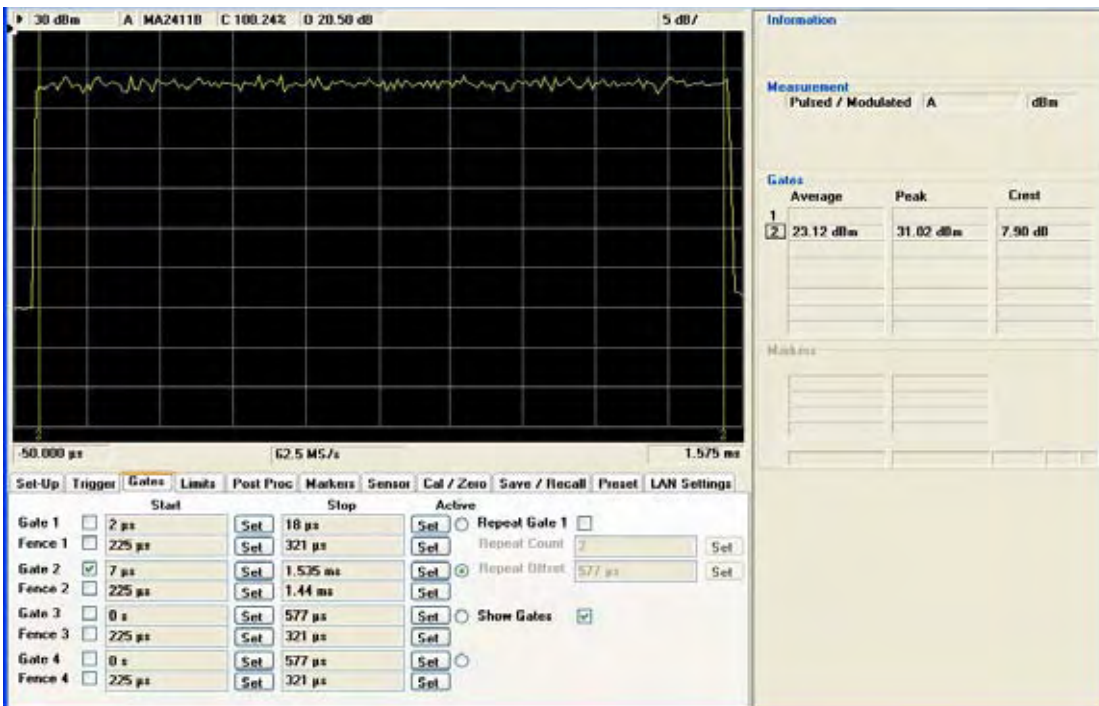 30 dBm A MA2411B C 100.24% O 20.50 dB 5 dB/
-50.000 µs 62.5 MS/s 1.575 ms
Set-Up Trigger Gates Limits Post Proc Markers Sensor Cal / Zero Save / Recall Preset LAN Settings
Start Stop Active
Gate 1 2 µs Set 18 µs Set Repeat Gate 1
Fence 1 225 µs Set 321 µs Set Repeat Count 2 Set
Gate 2 7 µs Set 1.535 ms Set Repeat Offset 577 µs Set
Fence 2 225 µs Set 1.44 ms Set
Gate 3 0 s Set 577 µs Set Show Gates
Fence 3 225 µs Set 321 µs Set
Gate 4 0 s Set 577 µs Set
Fence 4 225 µs Set 321 µs Set
Information
Measurement
Pulsed / Modulated A dBm
Gates
Average Peak Crest
1
2 23.12 dBm 31.02 dBm 7.90 dB
Markers